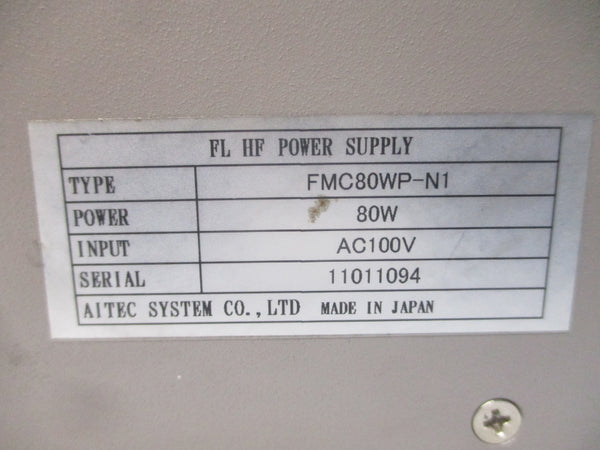 FL HF POWER SUPPLY
TYPE FMC80WP-N1
POWER 80W
INPUT AC100V
SERIAL 11011094
AITEC SYSTEM CO.,LTD MADE IN JAPAN